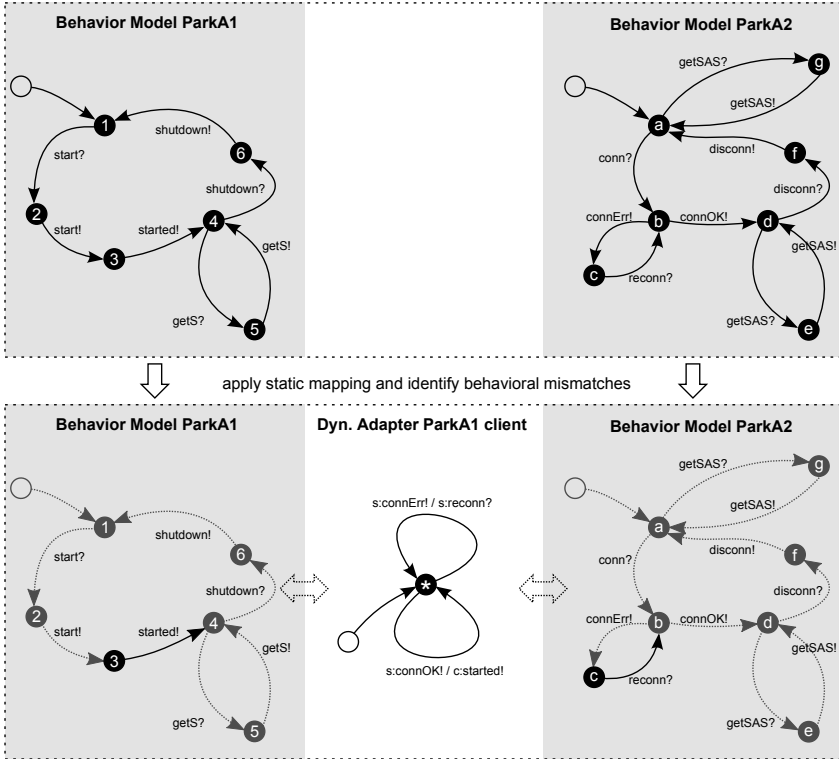 Behavior Model ParkA1
Behavior Model ParkA2
1
shutdown!
start?
6
shutdown?
2
start!
started!
4
3
getS!
getS?
5
getSAS?
g
getSAS!
a
disconn!
f
conn?
disconn?
connErr!
b
connOK!
d
c
reconn?
getSAS!
getSAS?
e
apply static mapping and identify behavioral mismatches
Behavior Model ParkA1
Dyn. Adapter ParkA1 client
Behavior Model ParkA2
1
shutdown!
start?
6
shutdown?
2
start!
started!
4
3
getS!
getS?
5
s:connErr! / s:reconn?
*
s:connOK! / c:started!
getSAS?
g
getSAS!
a
disconn!
f
conn?
disconn?
connErr!
b
connOK!
d
c
reconn?
getSAS!
getSAS?
e